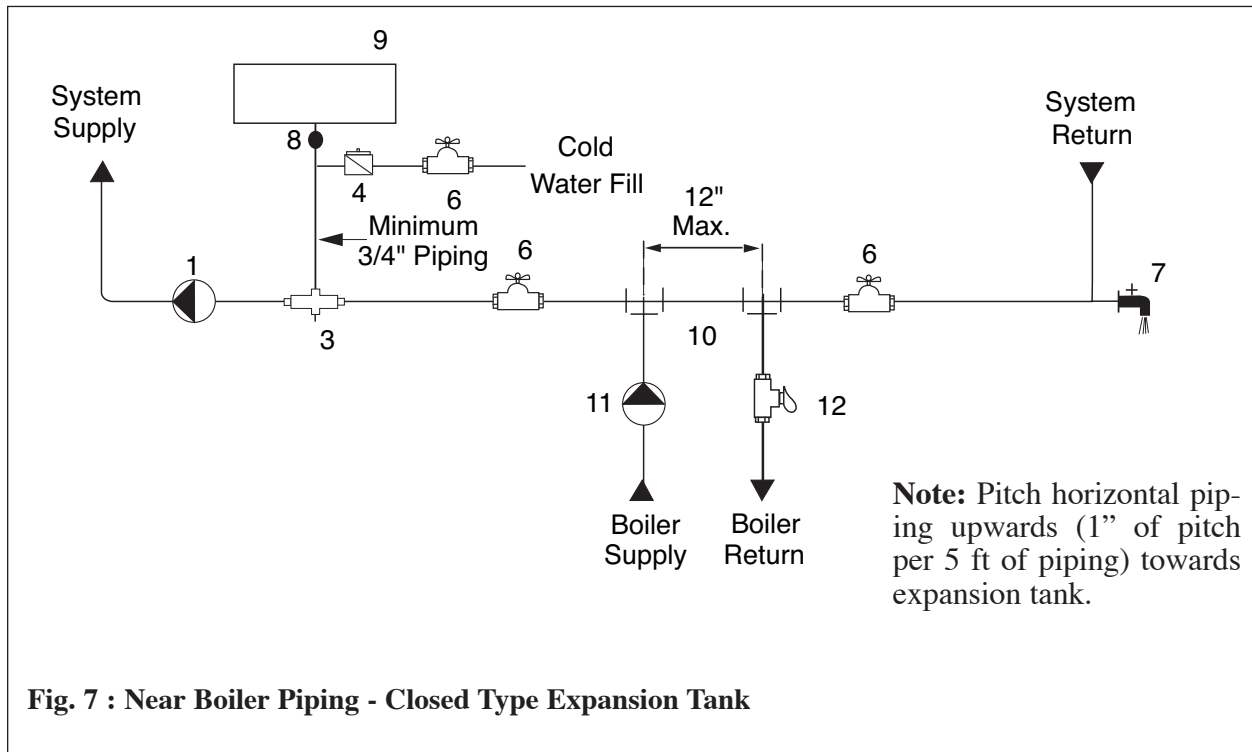 9
System
Supply
8
4
6
Cold
Water Fill
System
Return
12"
Max.
Minimum
3/4" Piping
1
3
6
6
7
10
11
12
Boiler
Supply
Boiler
Return
Note: Pitch horizontal pip-
ing upwards (1” of pitch
per 5 ft of piping) towards
expansion tank.
Fig. 7 : Near Boiler Piping - Closed Type Expansion Tank